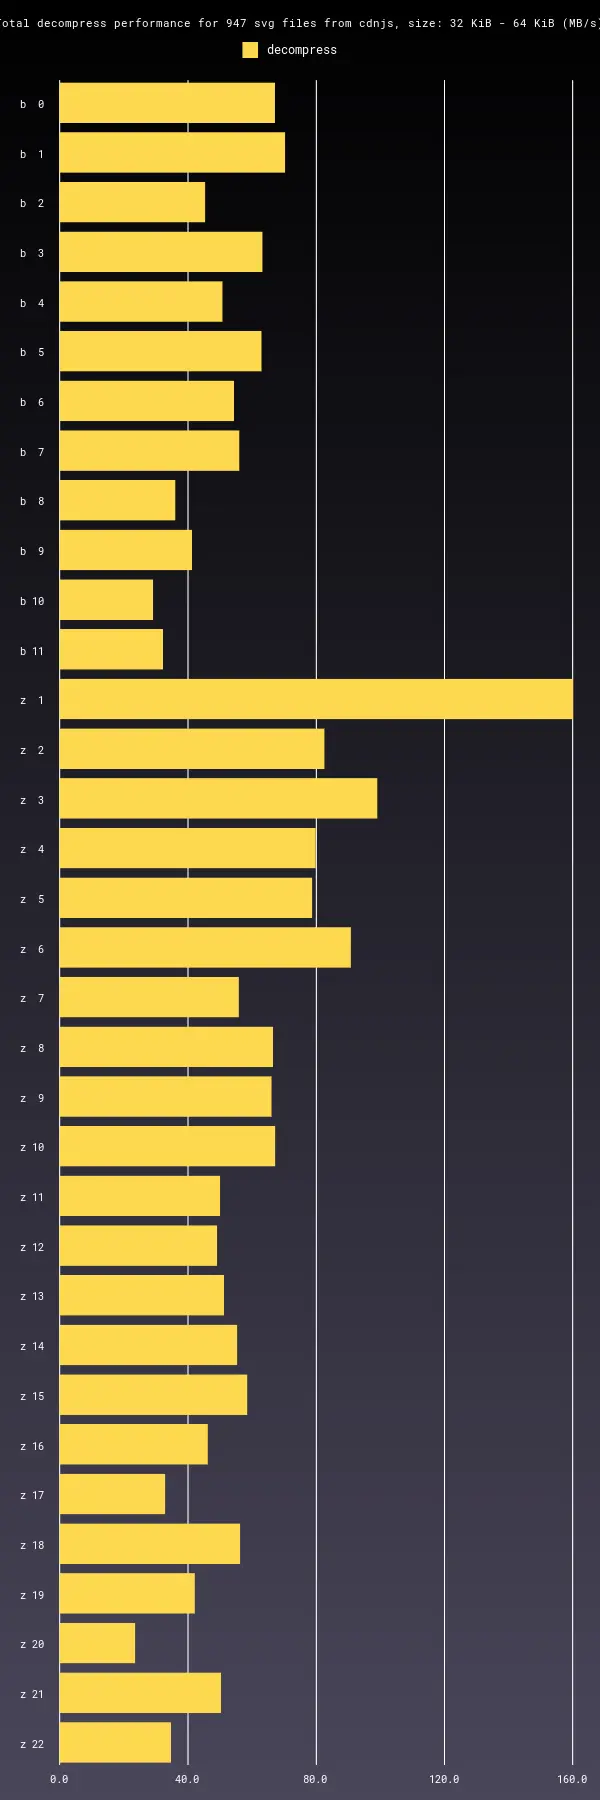 otal decompress performance for 947 svg files from cdnjs, size: 32 KiB - 64 KiB (MB/s)
decompress
b 0
b 1
b 2
b 3
b 4
b 5
b 6
b 7
b 8
b 9
b 10
b 11
z 1
z 2
z 3
z 4
z 5
z 6
z 7
z 8
z 9
z 10
z 11
z 12
z 13
z 14
z 15
z 16
z 17
z 18
z 19
z 20
z 21
z 22
0.0 40.0 80.0 120.0 160.0